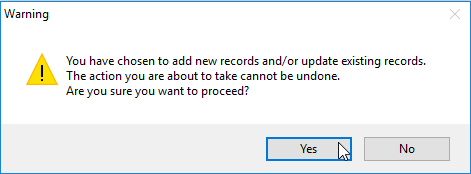 Warning
You have chosen to add new records and/or update existing records.
The action you are about to take cannot be undone.
Are you sure you want to proceed?
Yes
No